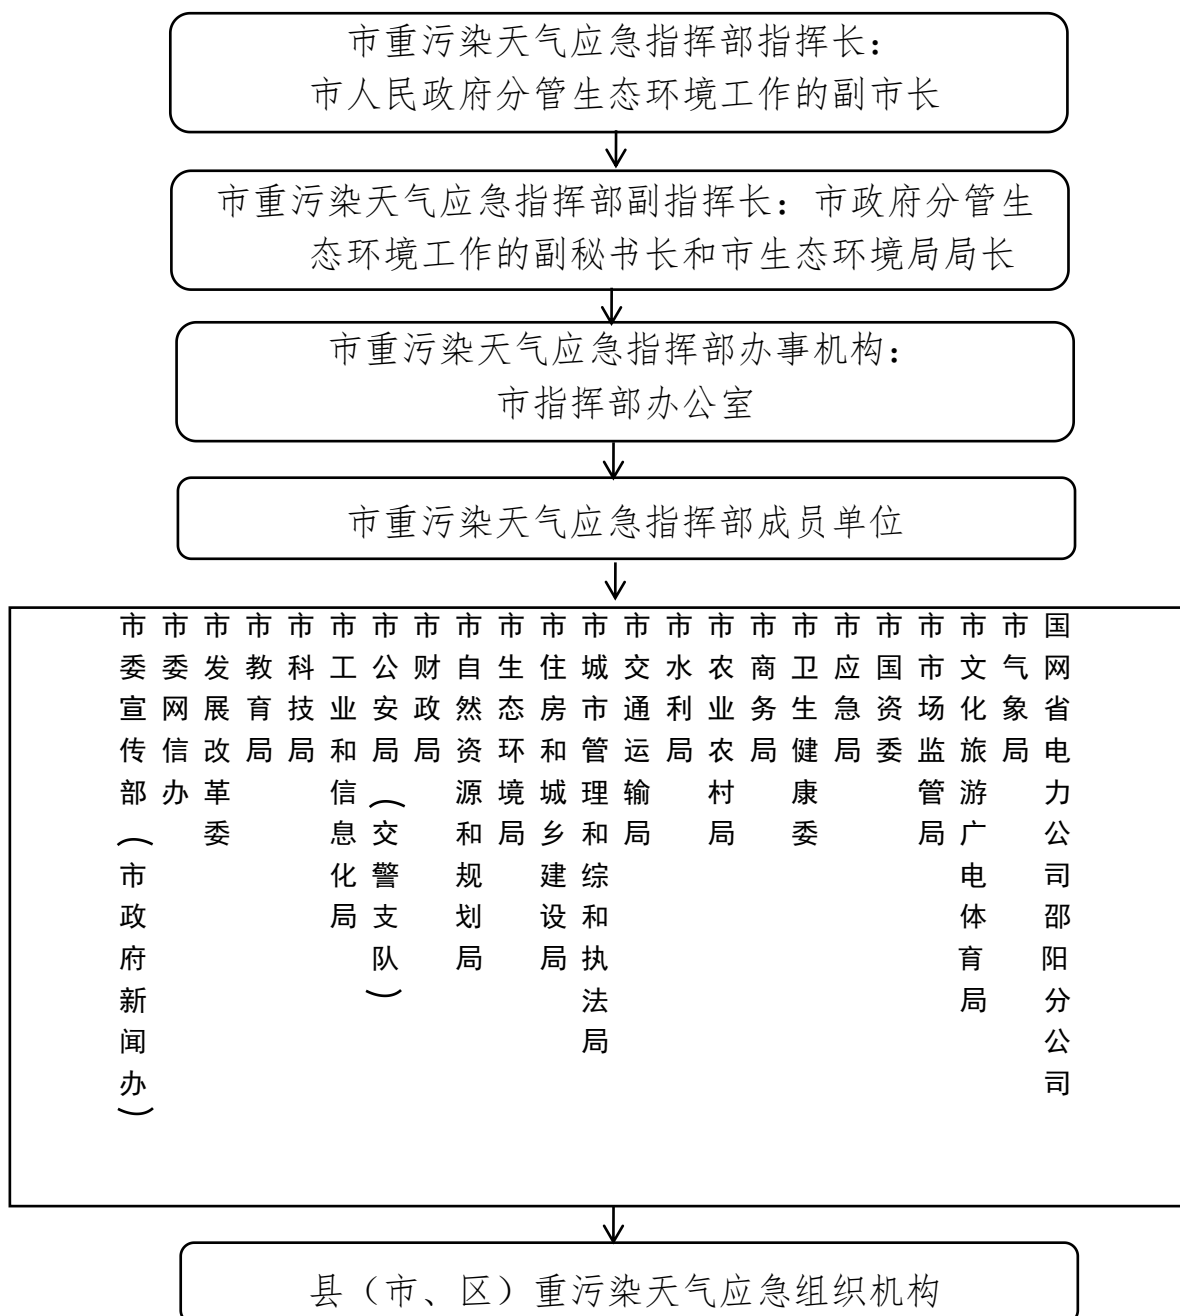 市重污染天气应急指挥部指挥长：
市人民政府分管生态环境工作的副市长
市重污染天气应急指挥部副指挥长：市政府分管生
态环境工作的副秘书长和市生态环境局局长
市重污染天气应急指挥部办事机构：
市指挥部办公室
市重污染天气应急指挥部成员单位
市委宣传部（市政府新闻办）
市委网信办
市发展改革委
市教育局
市科技局
市工业和信息化局
市公安局（交警支队）
市财政局
市自然资源和规划局
市生态环境局
市住房和城乡建设局
市城市管理和综和执法局
市交通运输局
市水利局
市农业农村局
市商务局
市卫生健康委
市应急局
市国资委
市市场监管局
市文化旅游广电体育局
市气象局
国网省电力公司邵阳分公司
县（市、区）重污染天气应急组织机构